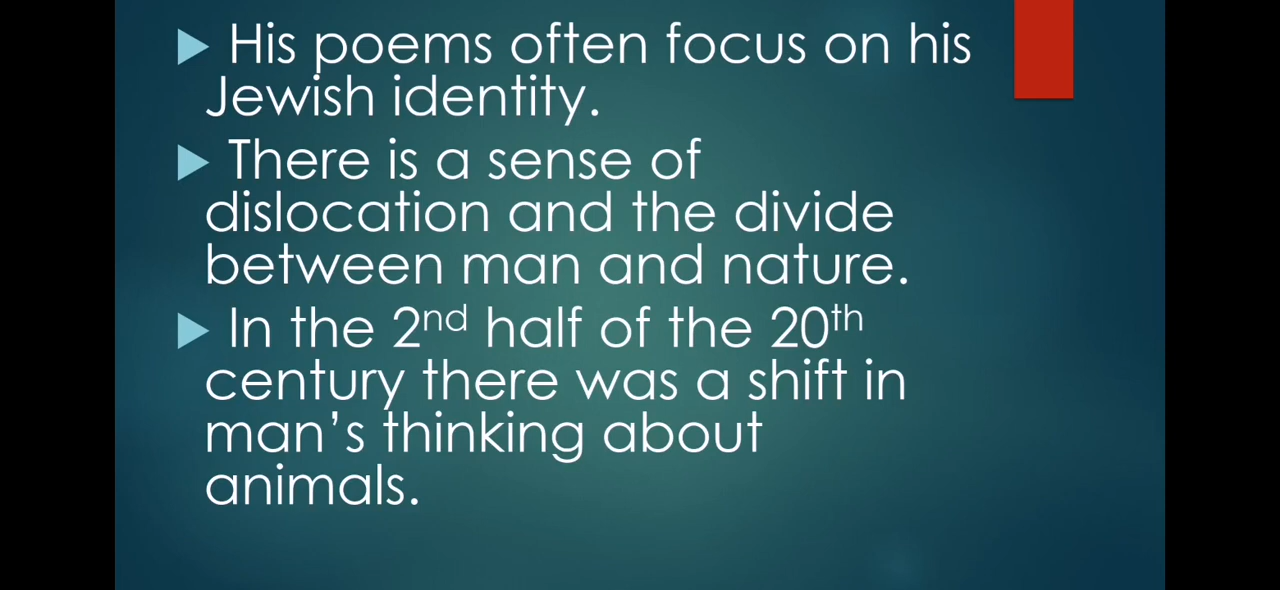 His poems often focus on his
Jewish identity.
There is a sense of
dislocation and the divide
between man and nature.
In the 2nd half of the 20th
century there was a shift in
man’s thinking about
animals.